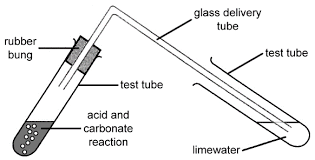 glass delivery
tube
rubber
bung
test tube
test tube
acid and
carbonate
reaction
limewater